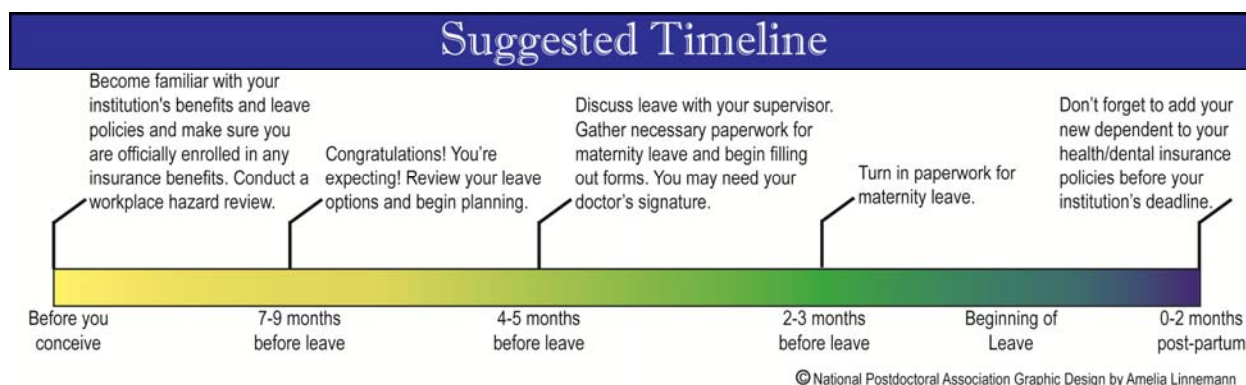 Suggested Timeline
Become familiar with your
institution's benefits and leave
policies and make sure you
are officially enrolled in any
insurance benefits. Conduct a
workplace hazard review.
Congratulations! You're
expecting! Review your leave
options and begin planning.
Discuss leave with your supervisor.
Gather necessary paperwork for
maternity leave and begin filling
out forms. You may need your
doctor's signature.
Turn in paperwork for
maternity leave.
Don't forget to add your
new dependent to your
health/dental insurance
policies before your
institution's deadline.
Before you
conceive
7-9 months
before leave
4-5 months
before leave
2-3 months
before leave
Beginning of
Leave
0-2 months
post-partum
© National Postdoctoral Association Graphic Design by Amelia Linnemann